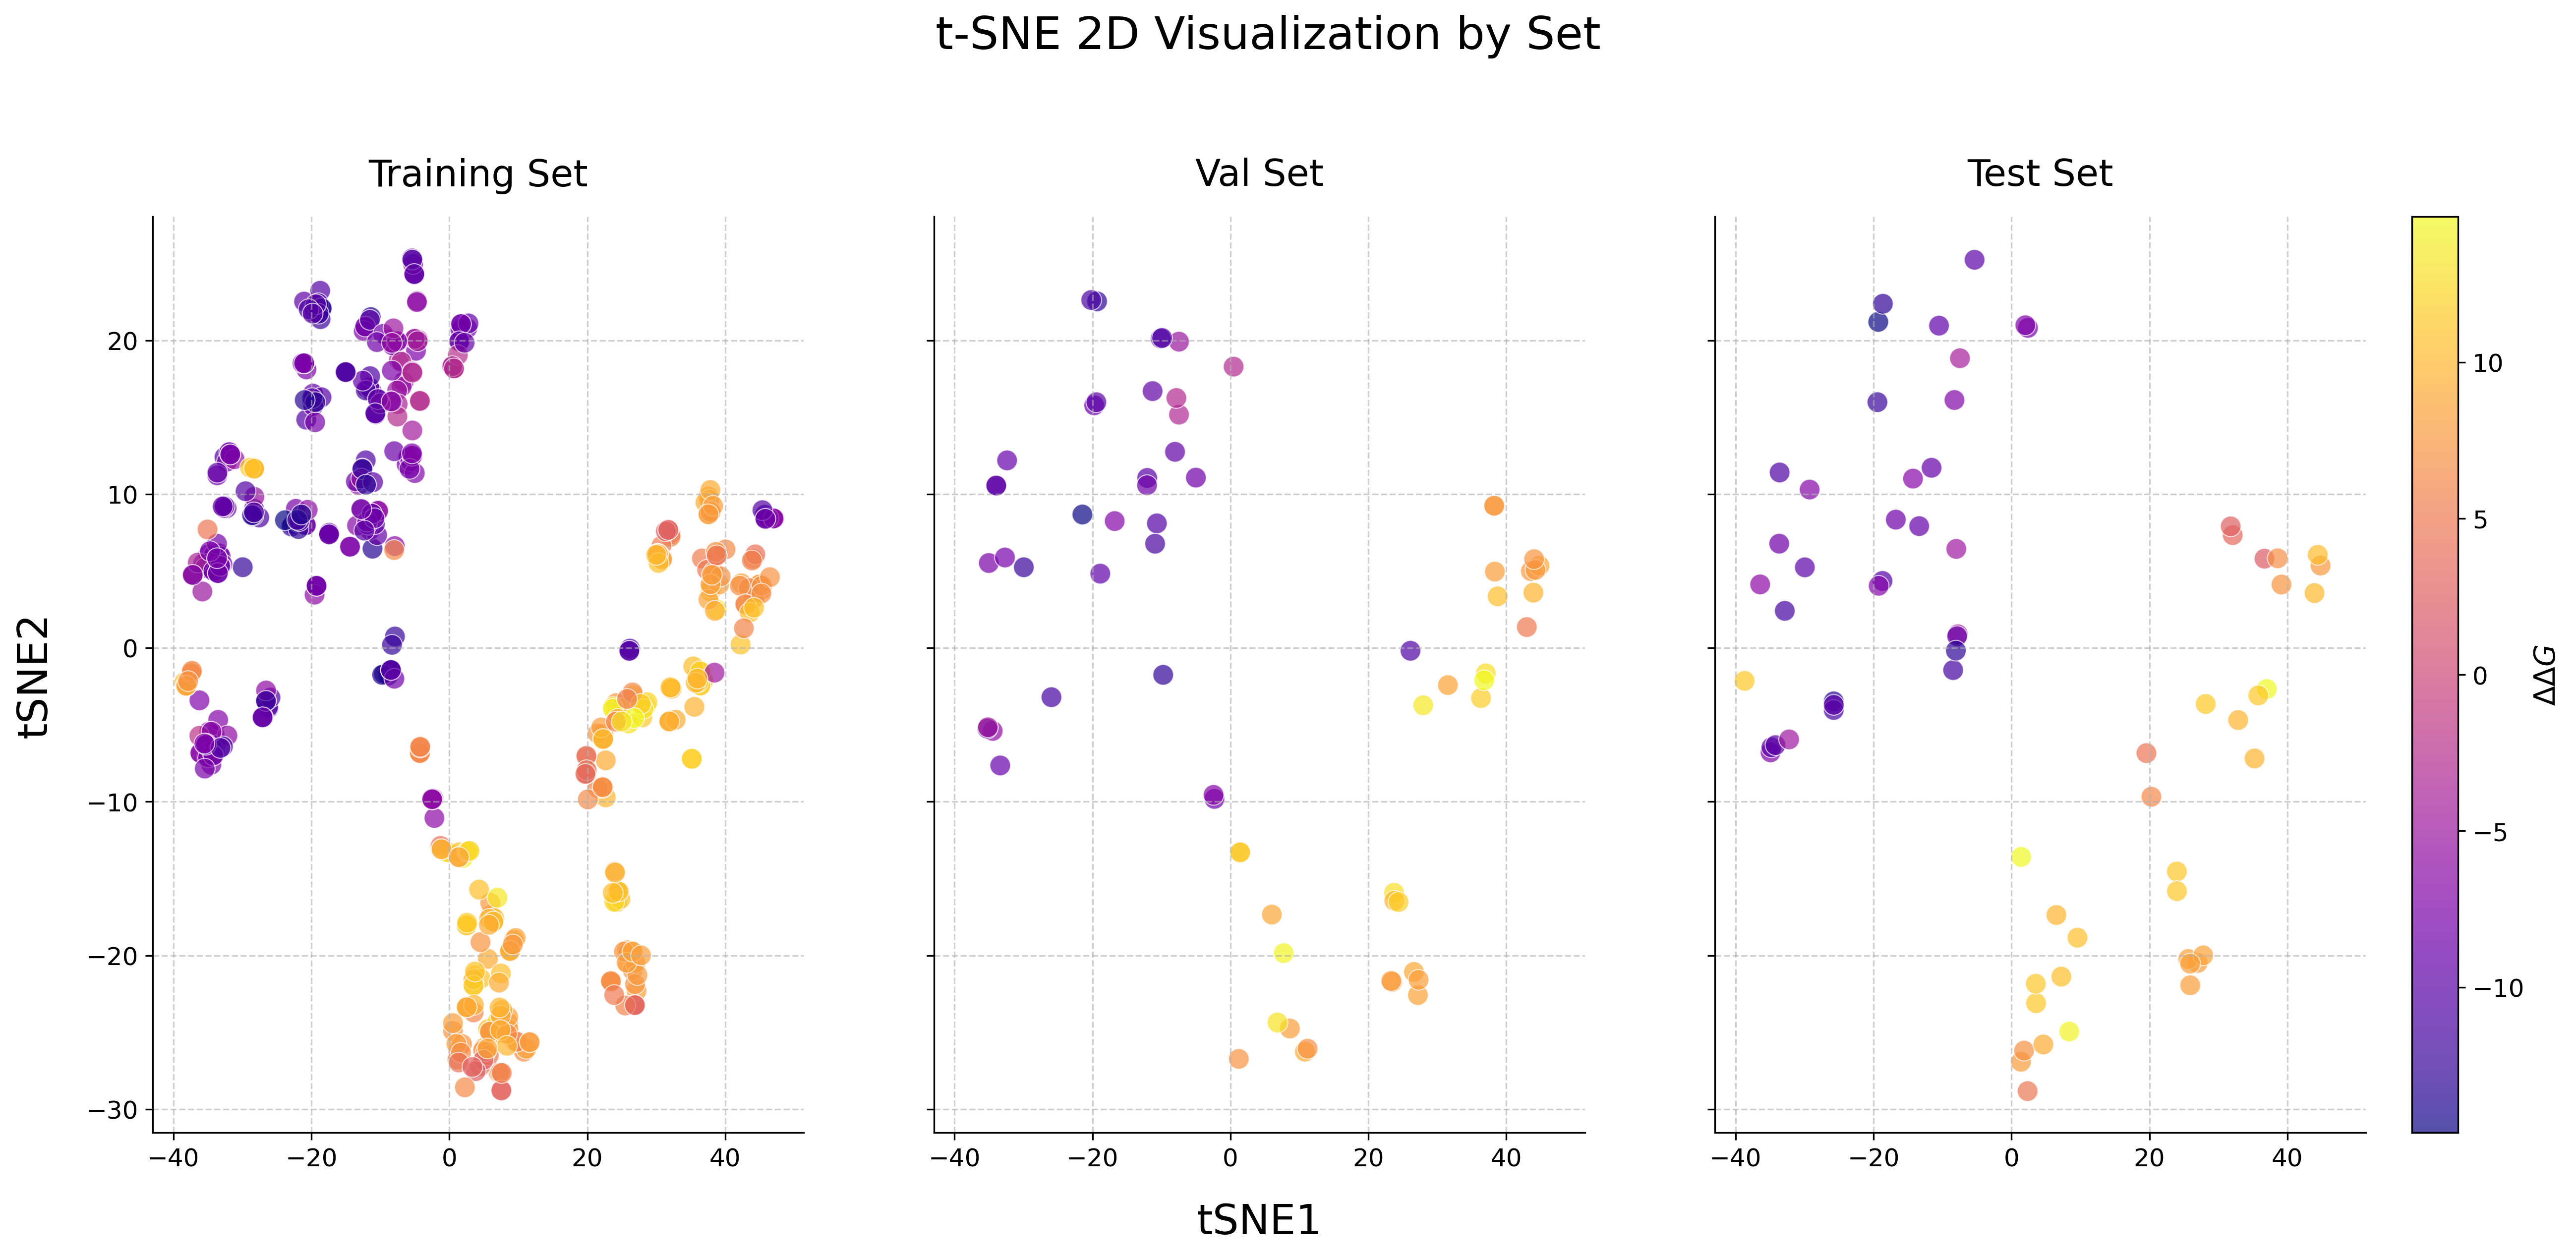 t-SNE 2D Visualization by Set
Training Set
Val Set
Test Set
20
10
0
−10
−20
−30
tSNE2
−40 −20 0 20 40
−40 −20 0 20 40
−40 −20 0 20 40
tSNE1
10
5
0
−5
−10
ΔΔG